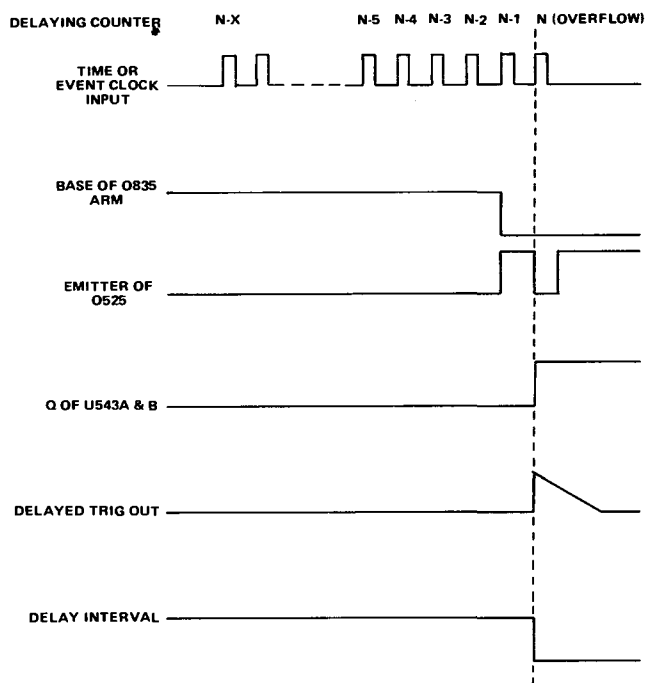 DELAYING COUNTER N-X N-5 N-4 N-3 N-2 N-1 N (OVERFLOW)
TIME OR
EVENT CLOCK
INPUT
BASE OF Q835
ARM
EMITTER OF
Q525
Q OF U543A & B
DELAYED TRIG OUT
DELAY INTERVAL